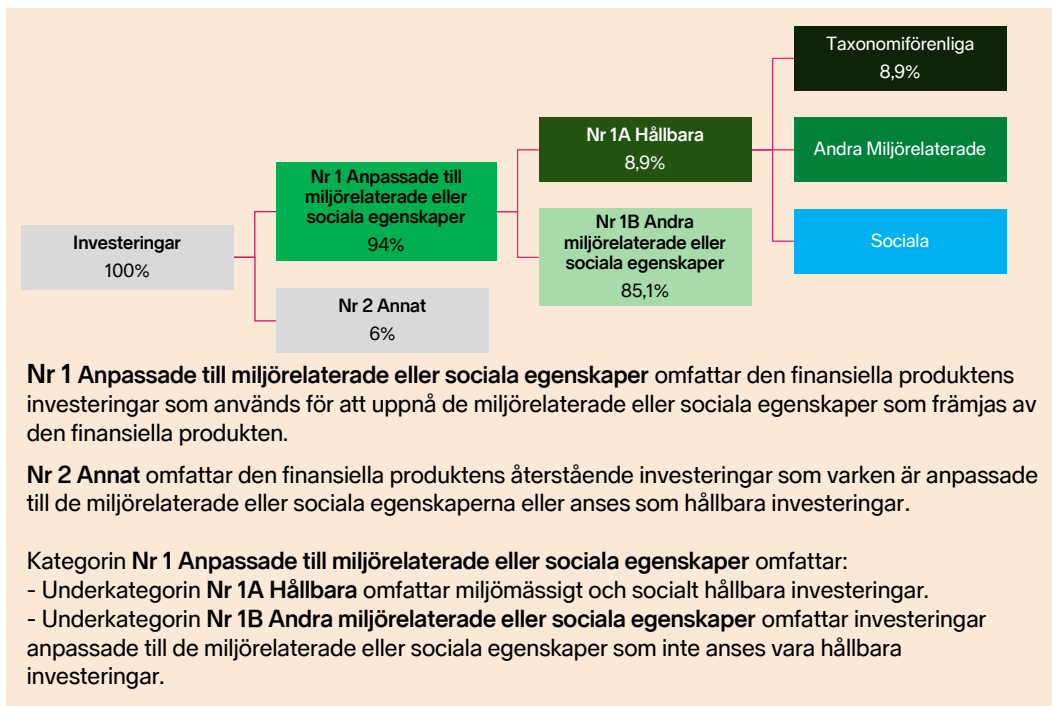 Investeringar
100%
Nr 1 Anpassade till
miljörelaterade eller
sociala egenskaper
94%
Nr 2 Annat
6%
Nr 1A Hållbara
8,9%
Nr 1B Andra
miljörelaterade eller
sociala egenskaper
85,1%
Taxonomiförenliga
8,9%
Andra Miljörelaterade
Sociala
Nr 1 Anpassade till miljörelaterade eller sociala egenskaper omfattar den finansiella produktens
investeringar som används för att uppnå de miljörelaterade eller sociala egenskaper som främjas av
den finansiella produkten.
Nr 2 Annat omfattar den finansiella produktens återstående investeringar som varken är anpassade
till de miljörelaterade eller sociala egenskaperna eller anses som hållbara investeringar.
Kategorin Nr 1 Anpassade till miljörelaterade eller sociala egenskaper omfattar:
- Underkategorin Nr 1A Hållbara omfattar miljömässigt och socialt hållbara investeringar.
- Underkategorin Nr 1B Andra miljörelaterade eller sociala egenskaper omfattar investeringar
anpassade till de miljörelaterade eller sociala egenskaper som inte anses vara hållbara
investeringar.